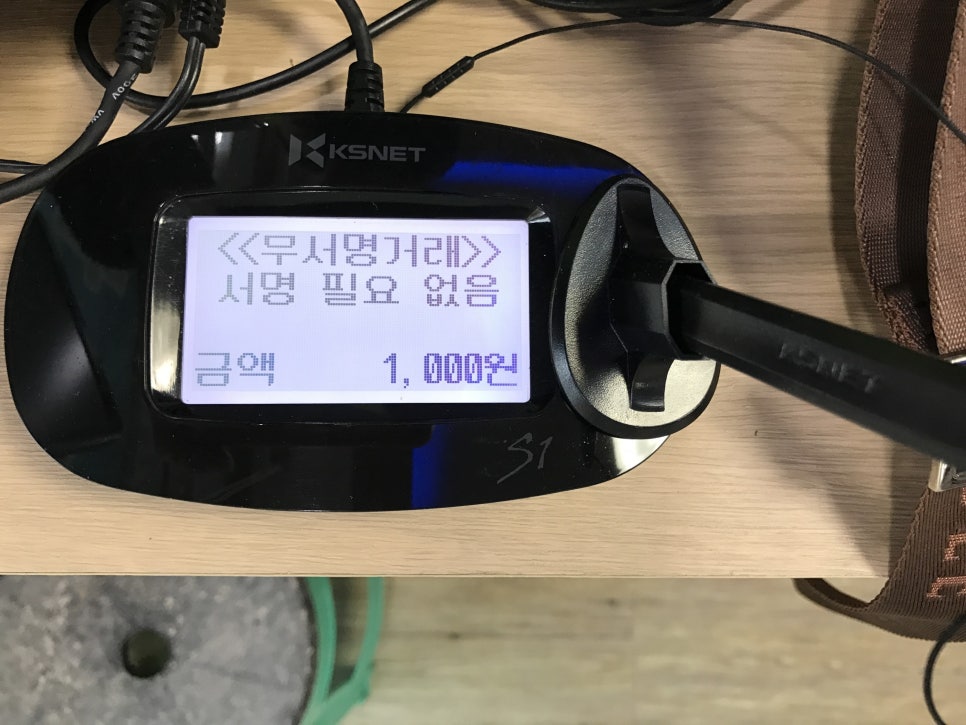 KSNET
<<무서명거래>>
서명 필요 없음
금액 1,000원
S1
KSNET